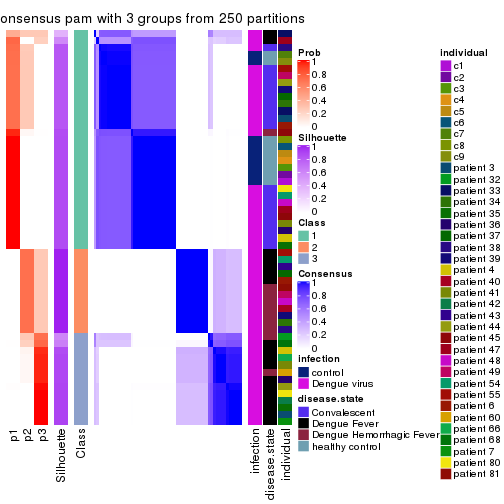 onsensus pam with 3 groups from 250 partitions
Prob
1
0.8
0.6
0.4
0.2
0
Silhouette
1
0.8
0.6
0.4
0.2
0
Class
1
2
3
Consensus
1
0.8
0.6
0.4
0.2
0
infection
control
Dengue virus
disease.state
Convalescent
Dengue Fever
Dengue Hemorrhagic Fever
healthy control
individual
c1
c2
c3
c4
c5
c6
c7
c8
c9
patient 3
patient 32
patient 33
patient 34
patient 35
patient 36
patient 37
patient 38
patient 39
patient 4
patient 40
patient 41
patient 42
patient 43
patient 44
patient 45
patient 47
patient 48
patient 49
patient 54
patient 55
patient 6
patient 60
patient 66
patient 68
patient 7
patient 80
patient 81
p1
p2
p3
Silhouette
Class
infection
disease.state
individual